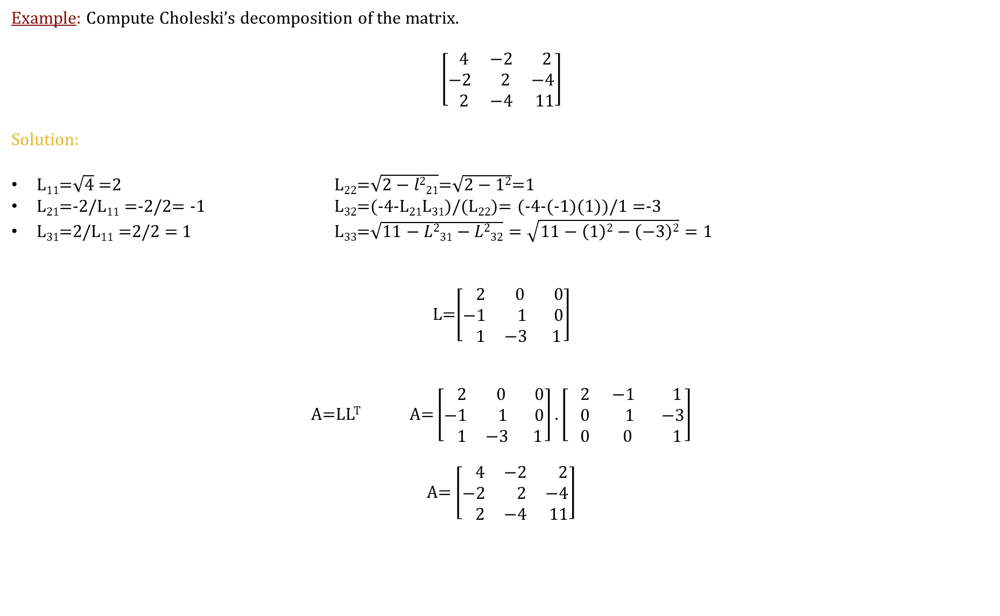 Example: Compute Choleski’s decomposition of the matrix.
[ 4 −2 2 ]
[ −2 2 −4 ]
[ 2 −4 11 ]
Solution:
• L₁₁=√4 =2 L₂₂=√(2 − l²₂₁)=√(2 − 1²)=1
• L₂₁=-2/L₁₁ =-2/2= -1 L₃₂=(-4-L₂₁L₃₁)/(L₂₂)= (-4-(-1)(1))/1 =-3
• L₃₁=2/L₁₁ =2/2 = 1 L₃₃=√(11 − L²₃₁ − L²₃₂) = √(11 − (1)² − (−3)²) = 1
[ 2 0 0 ]
L= [ −1 1 0 ]
[ 1 −3 1 ]
[ 2 0 0 ] [ 2 −1 1 ]
A=LLᵀ A= [ −1 1 0 ] . [ 0 1 −3 ]
[ 1 −3 1 ] [ 0 0 1 ]
[ 4 −2 2 ]
A= [ −2 2 −4 ]
[ 2 −4 11 ]